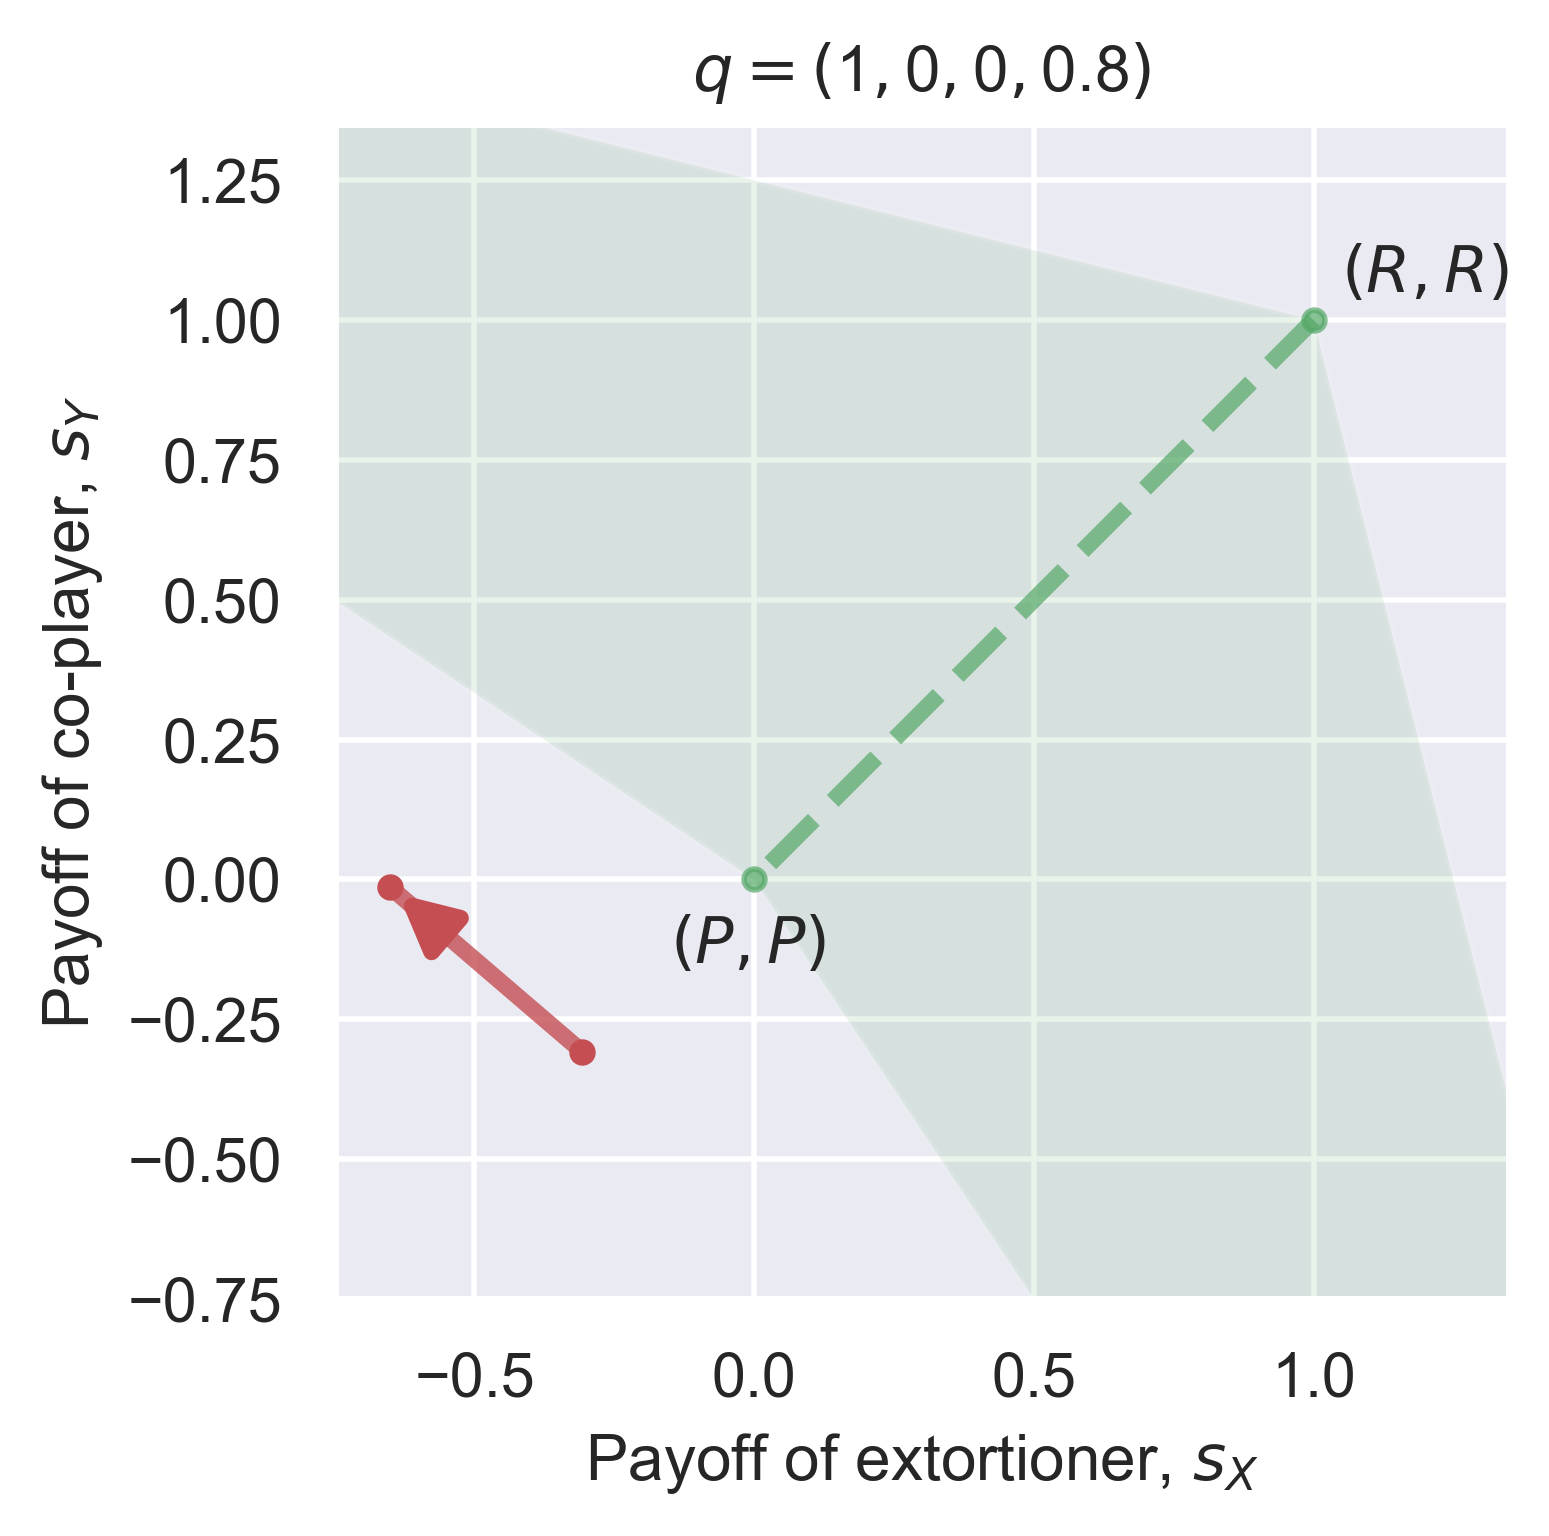 q = (1, 0, 0, 0.8)
1.25
1.00
0.75
0.50
0.25
0.00
−0.25
−0.50
−0.75
Payoff of co-player, s_Y
(R, R)
(P, P)
−0.5 0.0 0.5 1.0
Payoff of extortioner, s_X